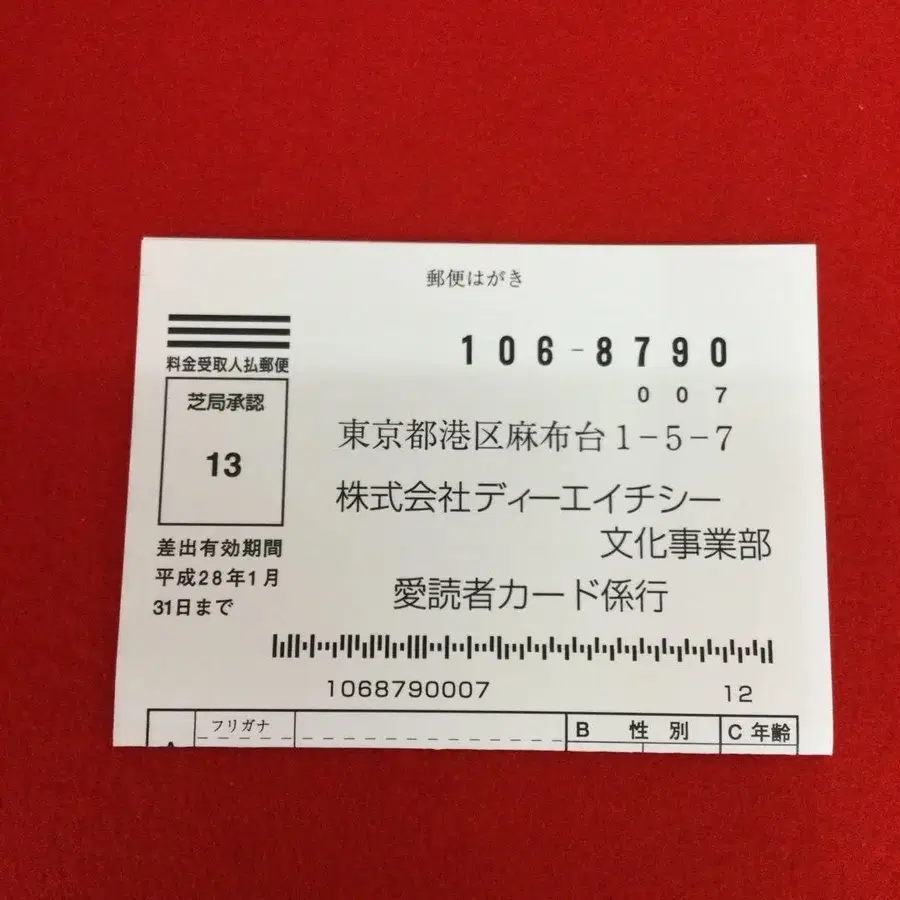 郵便はがき
料金受取人払郵便
芝局承認
13
差出有効期間
平成28年1月
31日まで
106-8790
007
東京都港区麻布台1-5-7
株式会社ディーエイチシー
文化事業部
愛読者カード係行
1068790007
12
フリガナ
B 性別
C 年齢